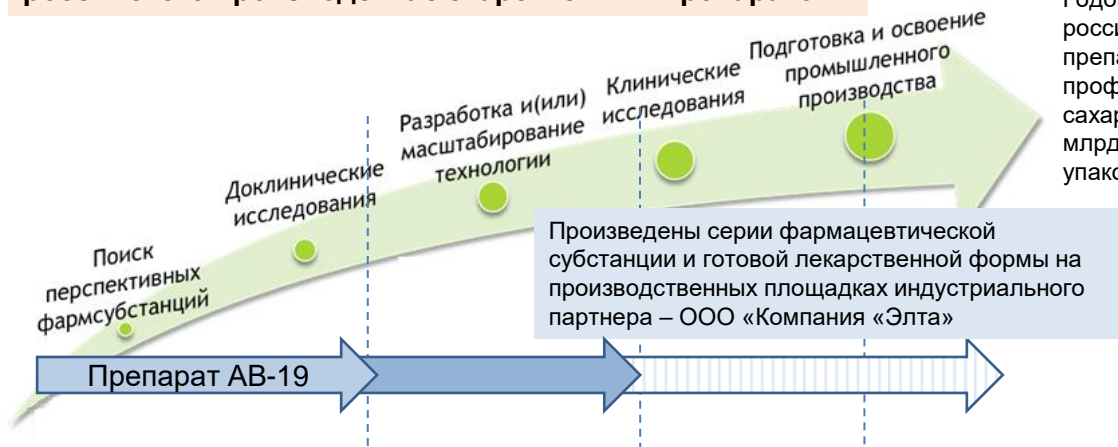 Поиск
перспективных
фармсубстанций
Доклинические
исследования
Разработка и(или)
масштабирование
технологии
Клинические
исследования
Подготовка и освоение
промышленного
производства
Произведены серии фармацевтической
субстанции и готовой лекарственной формы на
производственных площадках индустриального
партнера – ООО «Компания «Элта»
Препарат АВ-19